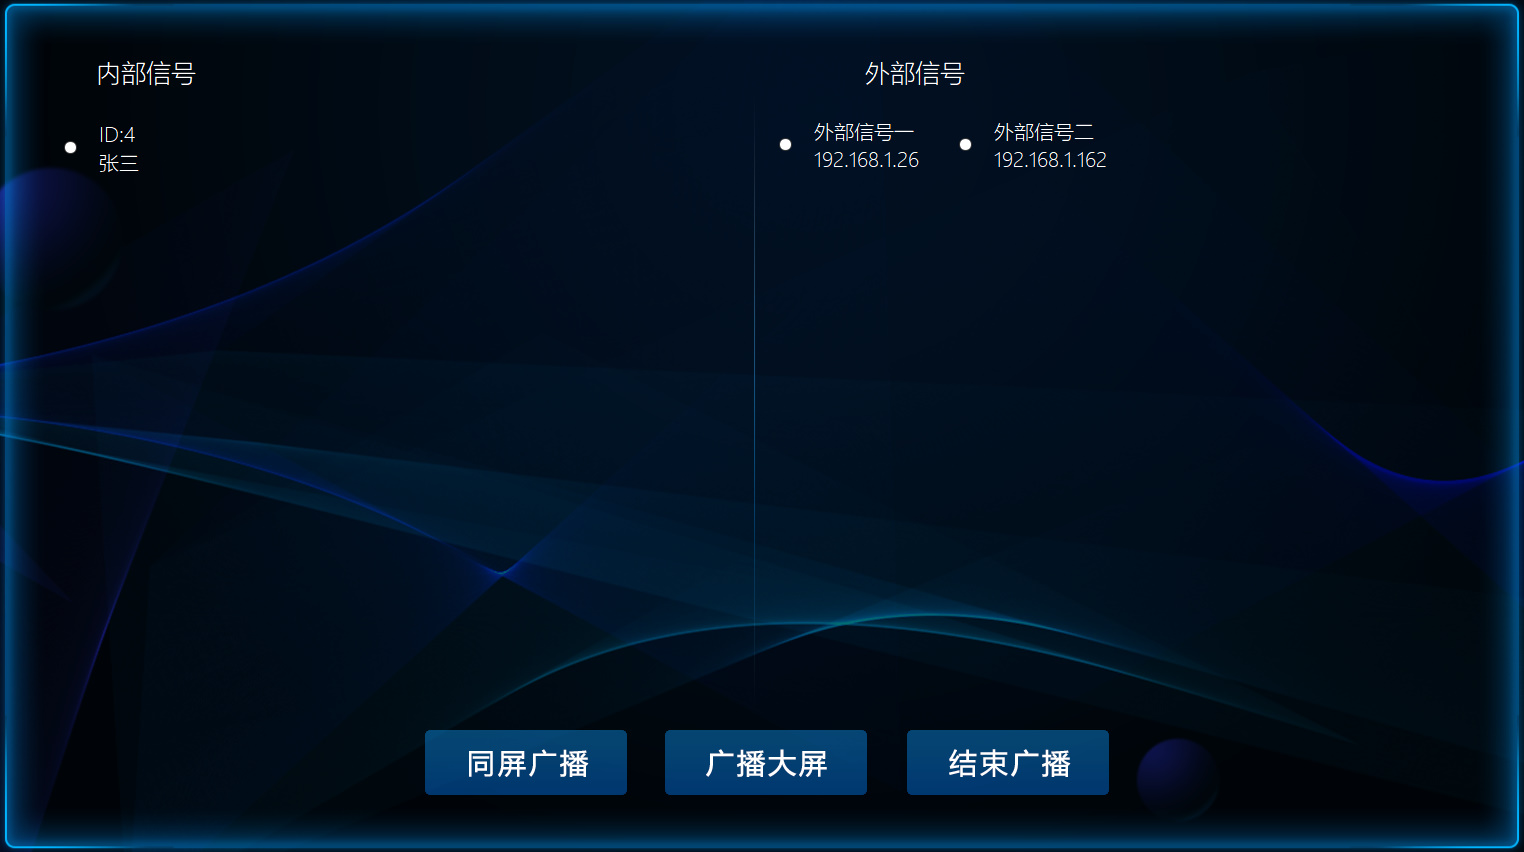 内部信号
ID:4
张三
外部信号
外部信号一
192.168.1.26
外部信号二
192.168.1.162
同屏广播
广播大屏
结束广播